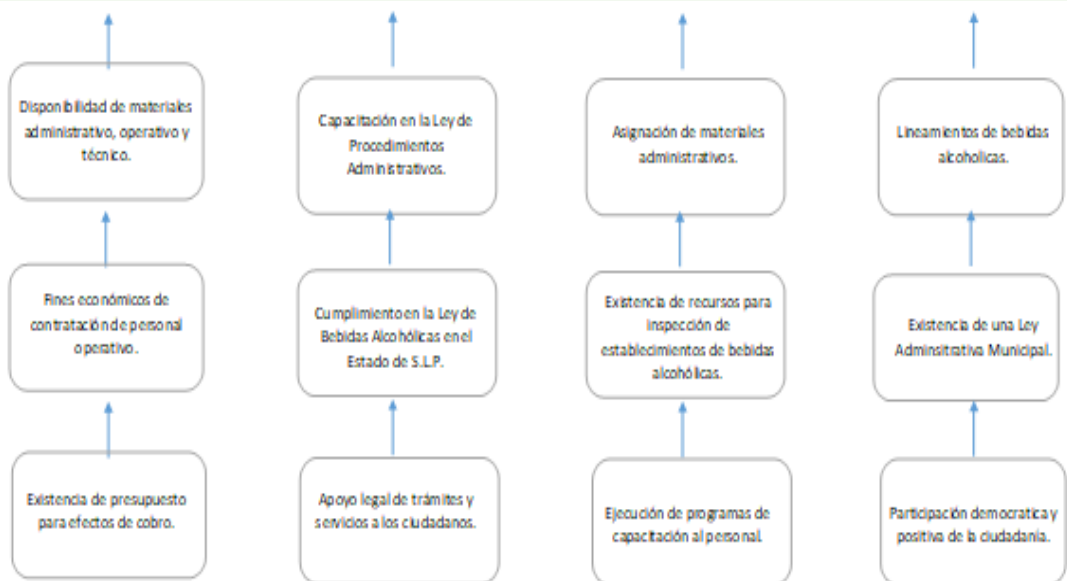 Disponibilidad de materiales
administrativo, operativo y
técnico.
Capacitación en la Ley de
Procedimientos
Administrativos.
Asignación de materiales
administrativos.
Lineamientos de bebidas
alcoholicas.
Fines económicos de
contratación de personal
operativo.
Cumplimiento en la Ley de
Bebidas Alcohólicas en el
Estado de S.L.P.
Existencia de recursos para
inspección de
establecimientos de bebidas
alcohólicas.
Existencia de una Ley
Adminsitrativa Municipal.
Existencia de presupuesto
para efectos de cobro.
Apoyo legal de trámites y
servicios a los ciudadanos.
Ejecución de programas de
capacitación al personal.
Participación democratica y
positiva de la ciudadanía.